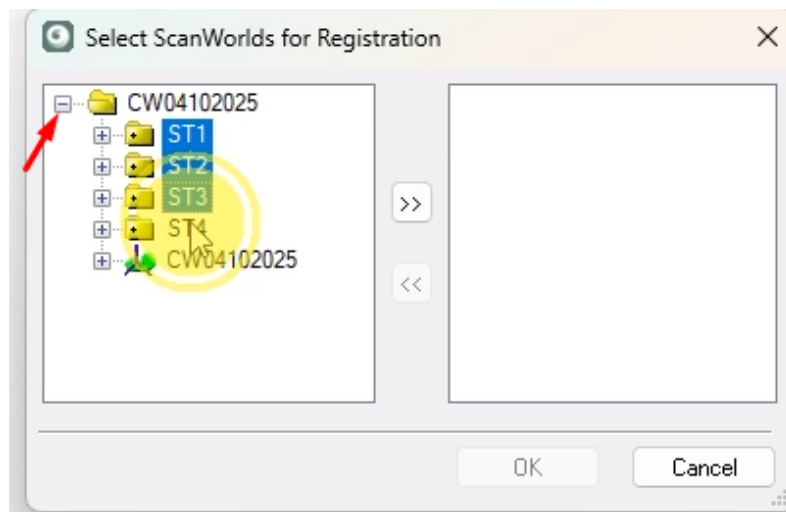 Select ScanWorlds for Registration
CW04102025
ST1
ST2
ST3
ST4
CW04102025
>>
<<
OK
Cancel